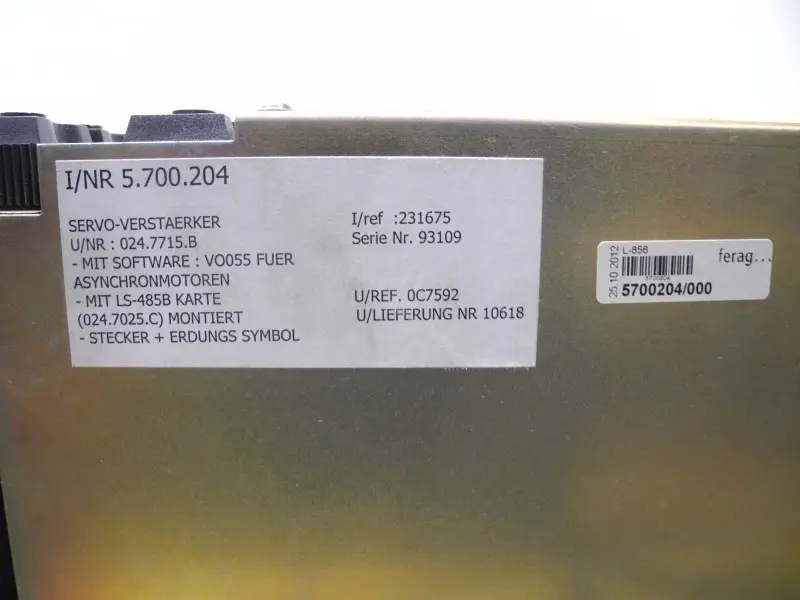 I/NR 5.700.204
SERVO-VERSTAERKER
U/NR : 024.7715.B
- MIT SOFTWARE : VO055 FUER
ASYNCHRONMOTOREN
- MIT LS-485B KARTE
(024.7025.C) MONTIERT
- STECKER + ERDUNGS SYMBOL
I/ref :231675
Serie Nr. 93109
U/REF. 0C7592
U/LIEFERUNG NR 10618
25.10.2012
L-856
ferag...
5700204
5700204/000